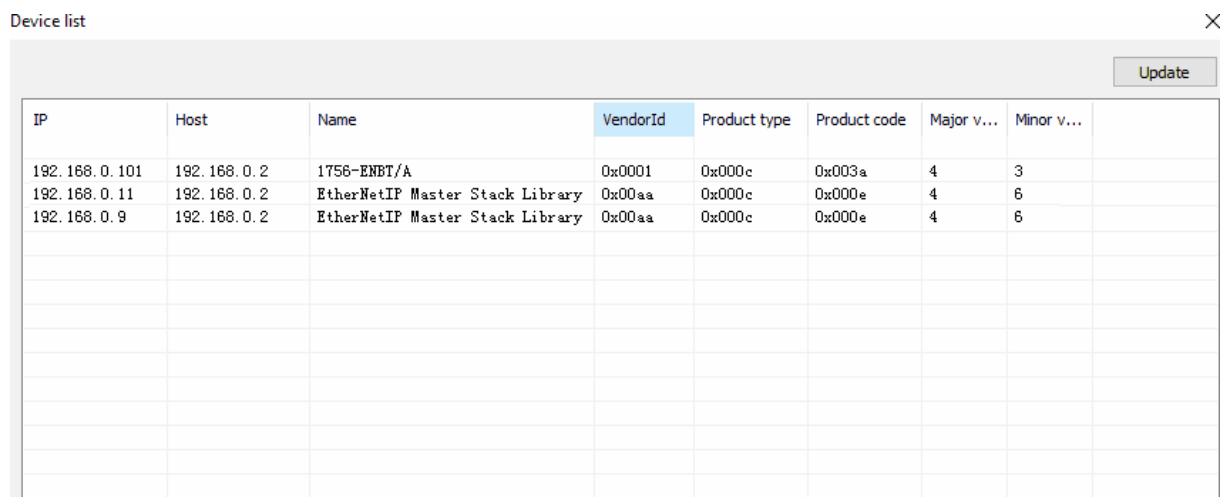 Device list
Update
IP Host Name VendorId Product type Product code Major v... Minor v...
192.168.0.101 192.168.0.2 1756-ENBT/A 0x0001 0x000c 0x003a 4 3
192.168.0.11 192.168.0.2 EtherNetIP Master Stack Library 0x00aa 0x000c 0x000e 4 6
192.168.0.9 192.168.0.2 EtherNetIP Master Stack Library 0x00aa 0x000c 0x000e 4 6